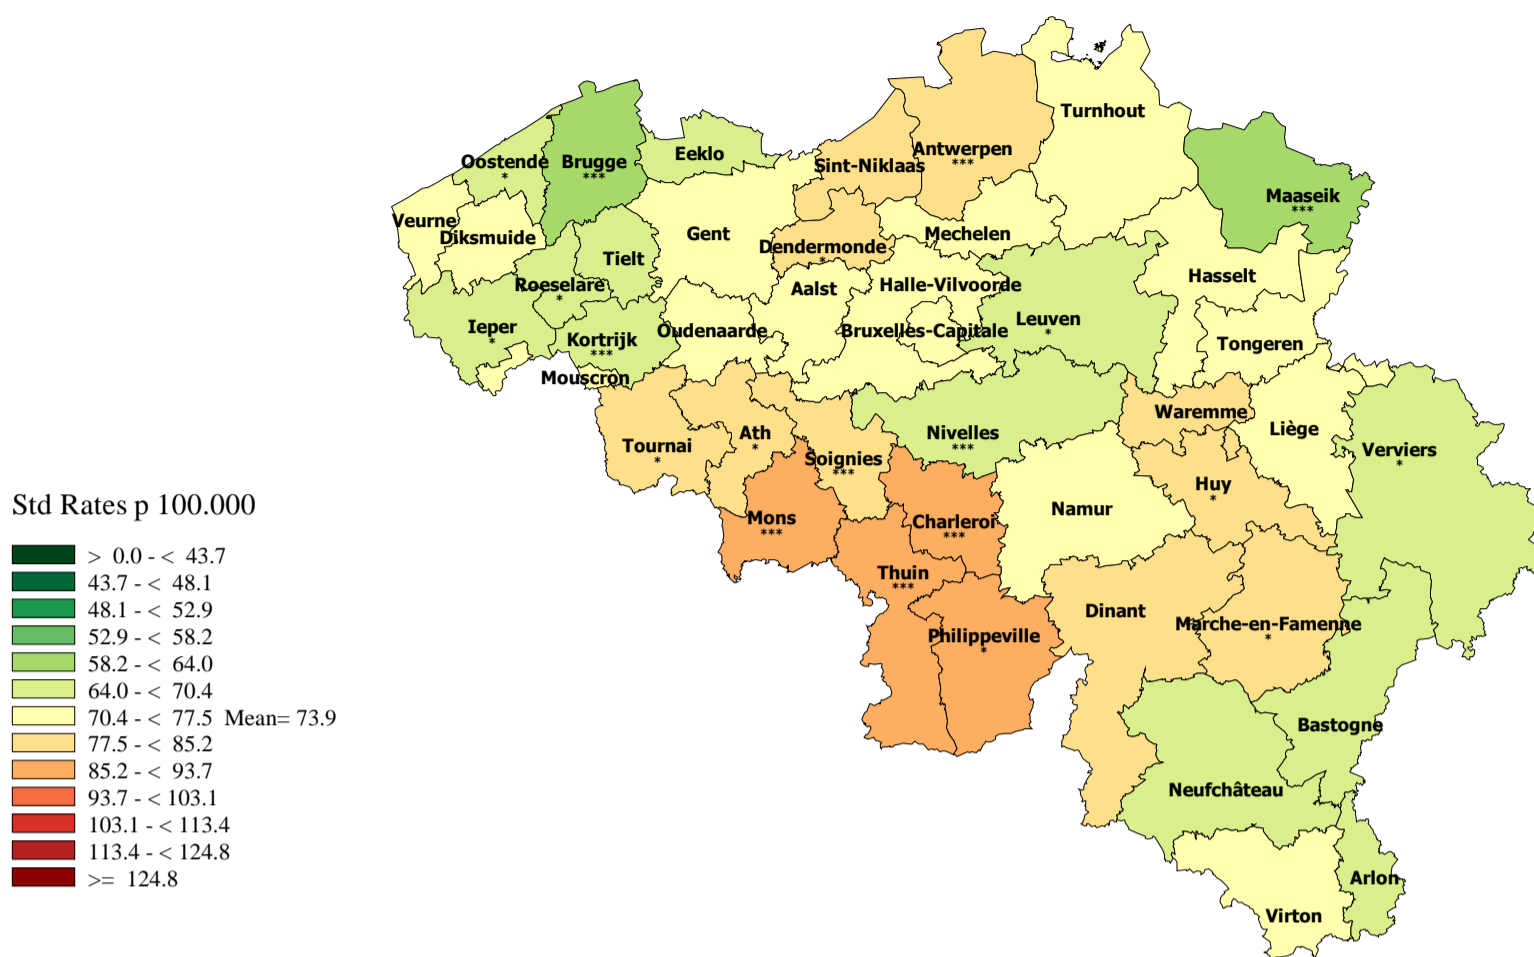 Turnhout
Antwerpen
***
Sint-Niklaas
Eeklo
Oostende
*
Brugge
***
Maaseik
***
Veurne
Diksmuide
Gent
Mechelen
Dendermonde
*
Tielt
Hasselt
Roeselare
*
Aalst
Halle-Vilvoorde
Ieper
*
Kortrijk
***
Oudenaarde
Bruxelles-Capitale
Leuven
*
Tongeren
Mouscron
Waremme
Tournai
*
Ath
*
Soignies
***
Nivelles
***
Liège
Verviers
*
Huy
*
Std Rates p 100.000
Mons
***
Charleroi
***
Namur
Thuin
***
Philippeville
*
Dinant
Marche-en-Famenne
*
Bastogne
Neufchâteau
Arlon
Virton
> 0.0 - < 43.7
43.7 - < 48.1
48.1 - < 52.9
52.9 - < 58.2
58.2 - < 64.0
64.0 - < 70.4
70.4 - < 77.5 Mean= 73.9
77.5 - < 85.2
85.2 - < 93.7
93.7 - < 103.1
103.1 - < 113.4
113.4 - < 124.8
>= 124.8